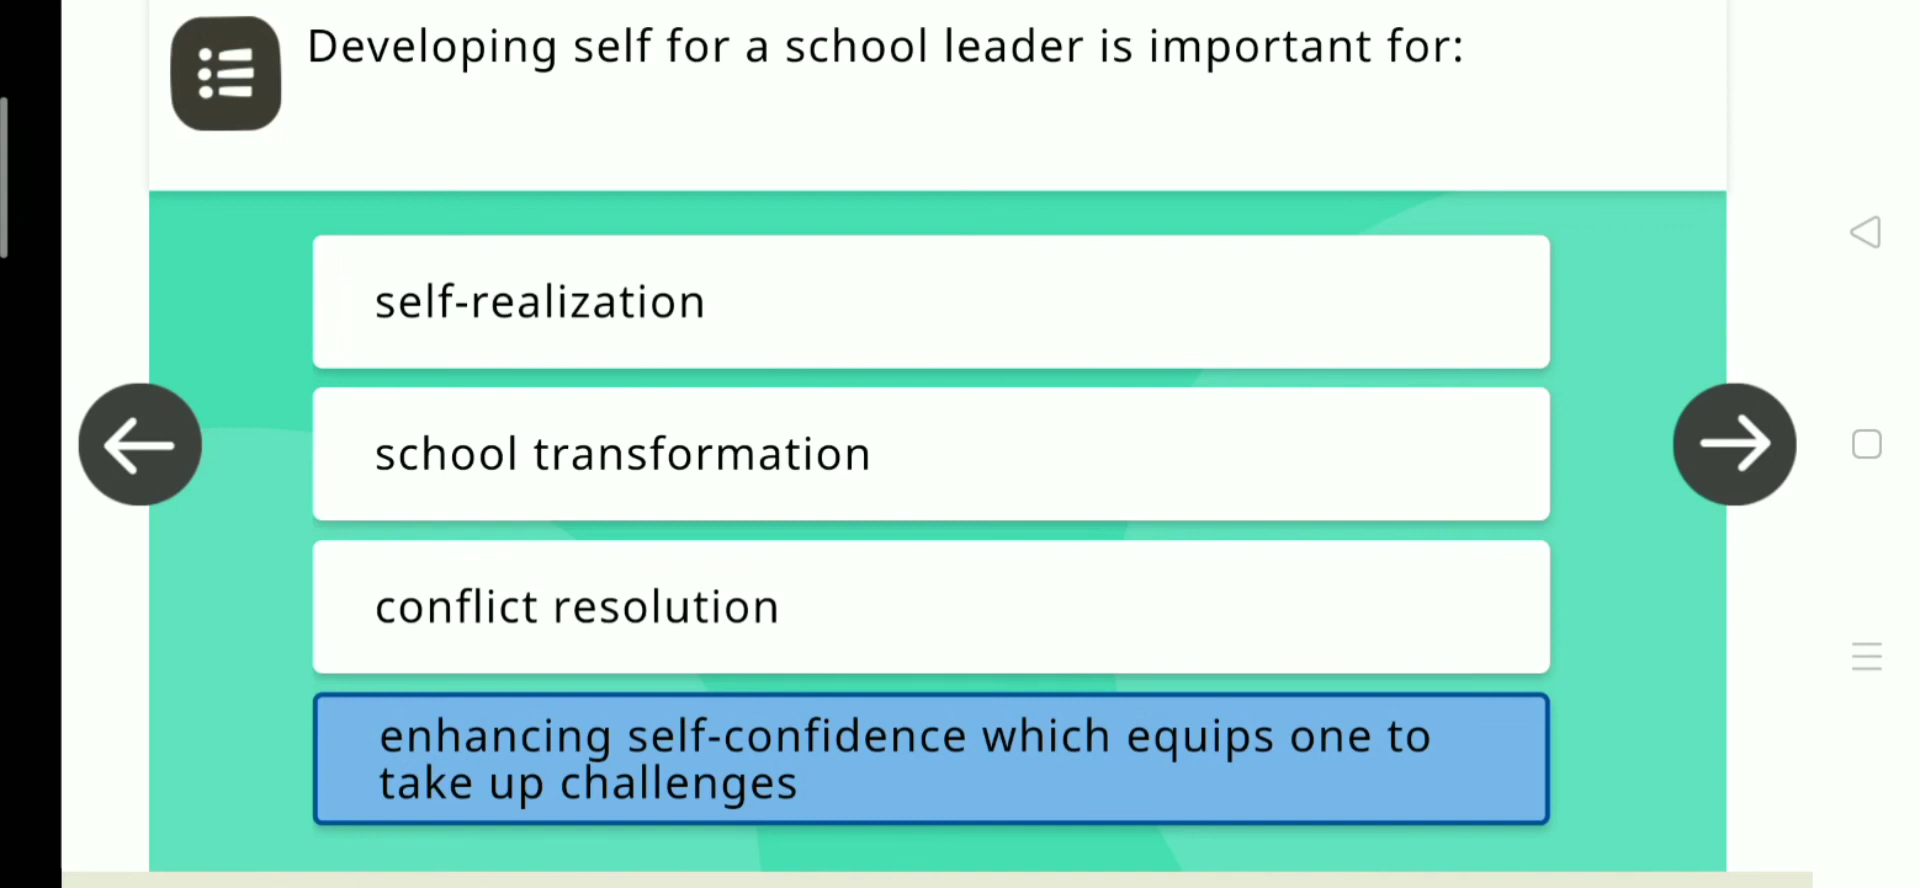 Developing self for a school leader is important for:
self-realization
school transformation
conflict resolution
enhancing self-confidence which equips one to
take up challenges